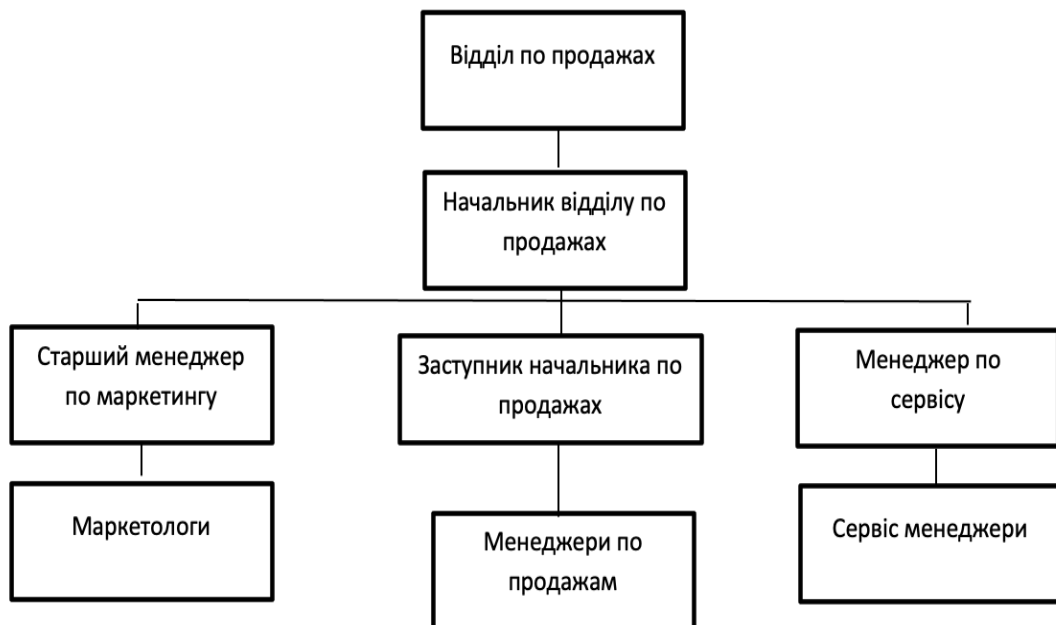 Відділ по продажах
Начальник відділу по
продажах
Старший менеджер
по маркетингу
Заступник начальника по
продажах
Менеджер по
сервісу
Маркетологи
Менеджери по
продажам
Сервіс менеджери